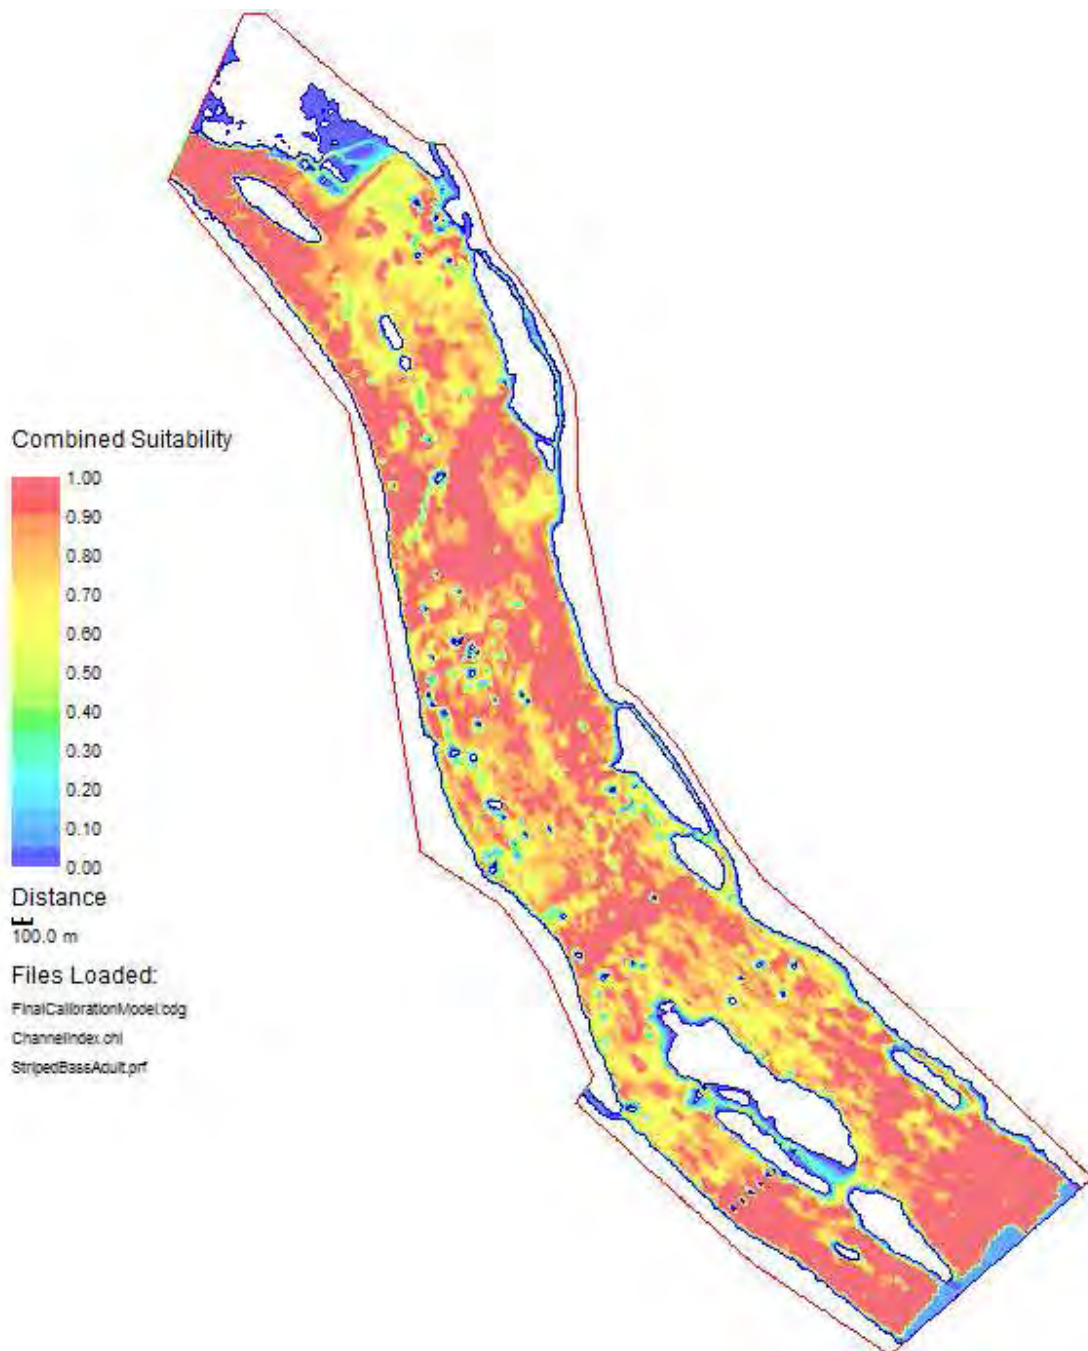 Combined Suitability
1.00
0.90
0.80
0.70
0.60
0.50
0.40
0.30
0.20
0.10
0.00
Distance
100.0 m
Files Loaded:
FinalCalibrationModel.cdg
ChannelIndex.chi
StripedBassAdult.prf